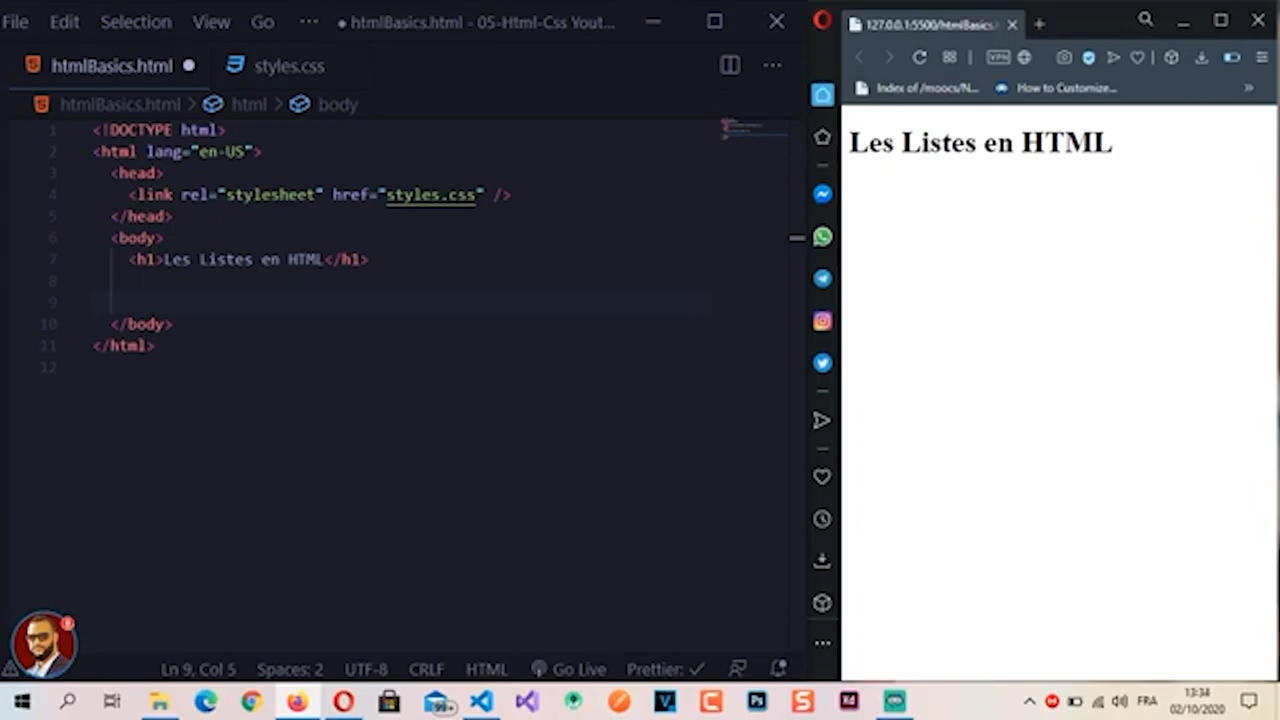 File Edit Selection View Go ··· ● htmlBasics.html - 05-Html-Css Yout...
htmlBasics.html ● styles.css ···
htmlBasics.html > html > body
1 <!DOCTYPE html>
2 <html lang="en-US">
3 <head>
4 <link rel="stylesheet" href="styles.css" />
5 </head>
6 <body>
7 <h1>Les Listes en HTML</h1>
8
9
10 </body>
11 </html>
12
Ln 9, Col 5 Spaces: 2 UTF-8 CRLF HTML Go Live Prettier: ✓
127.0.0.1:5500/htmlBasics.
VPN
Index of /moocs/N... How to Customize... »
Les Listes en HTML
99+
FRA
13:34
02/10/2020